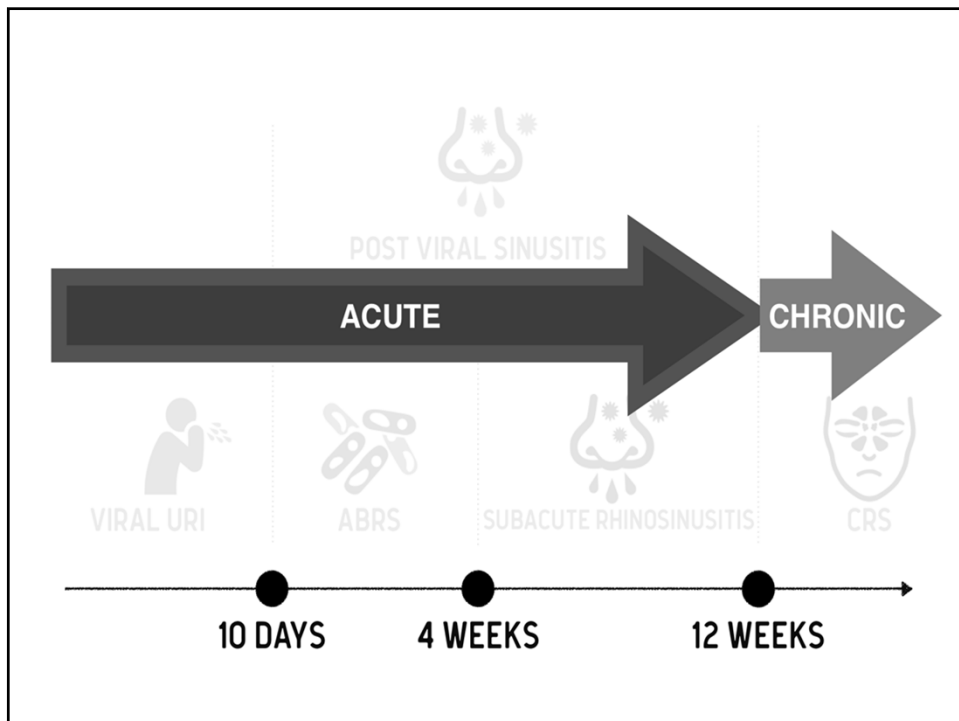 POST VIRAL SINUSITIS
ACUTE
CHRONIC
VIRAL URI
ABRS
SUBACUTE RHINOSINUSITIS
CRS
10 DAYS
4 WEEKS
12 WEEKS